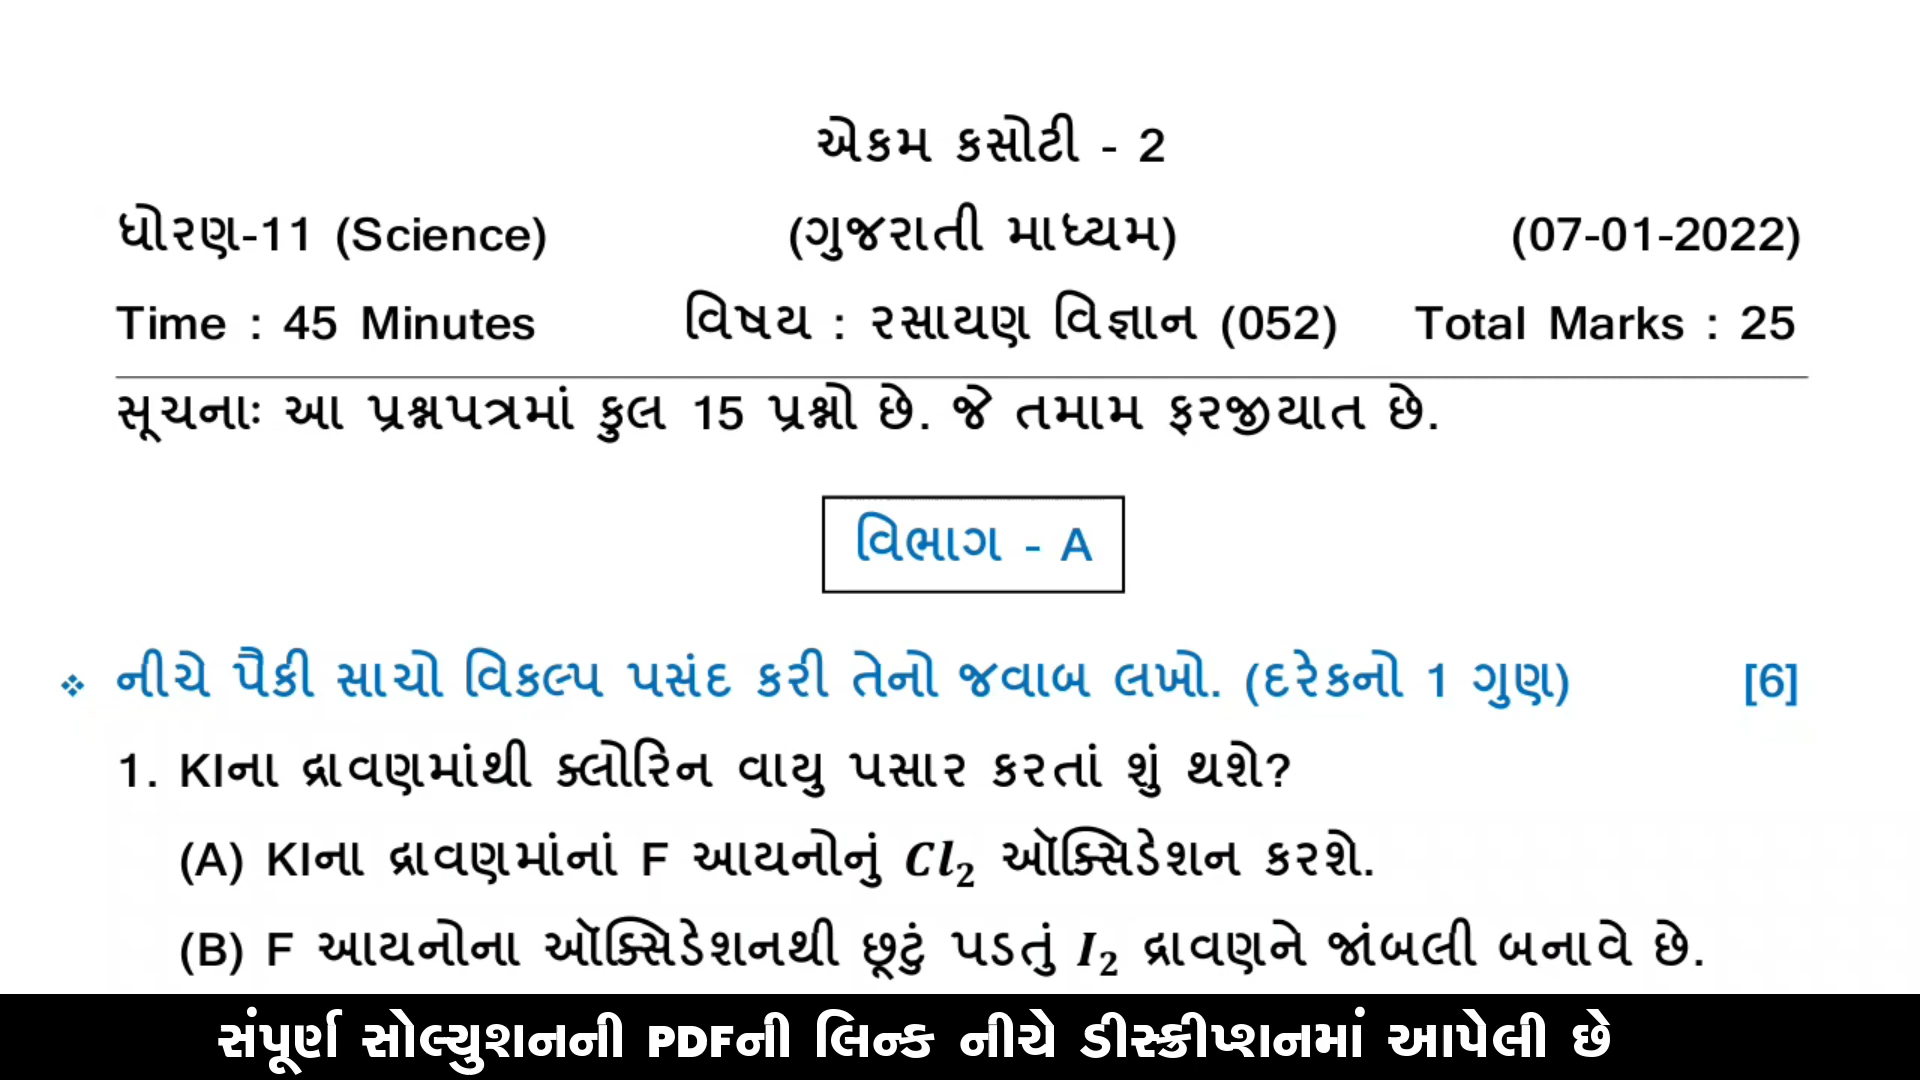 એકમ કસોટી - 2
ધોરણ-11 (Science) (ગુજરાતી માધ્યમ) (07-01-2022)
Time : 45 Minutes વિષય : રસાયણ વિજ્ઞાન (052) Total Marks : 25
સૂચનાઃ આ પ્રશ્નપત્રમાં કુલ 15 પ્રશ્નો છે. જે તમામ ફરજીયાત છે.
વિભાગ - A
❖ નીચે પૈકી સાચો વિકલ્પ પસંદ કરી તેનો જવાબ લખો. (દરેકનો 1 ગુણ) [6]
1. KIના દ્રાવણમાંથી ક્લોરિન વાયુ પસાર કરતાં શું થશે?
(A) KIના દ્રાવણમાંનાં F આયનોનું Cl₂ ઑક્સિડેશન કરશે.
(B) F આયનોના ઑક્સિડેશનથી છૂટું પડતું I₂ દ્રાવણને જાંબલી બનાવે છે.
સંપૂર્ણ સોલ્યુશનની PDFની લિન્ક નીચે ડીસ્ક્રીપ્શનમાં આપેલી છે